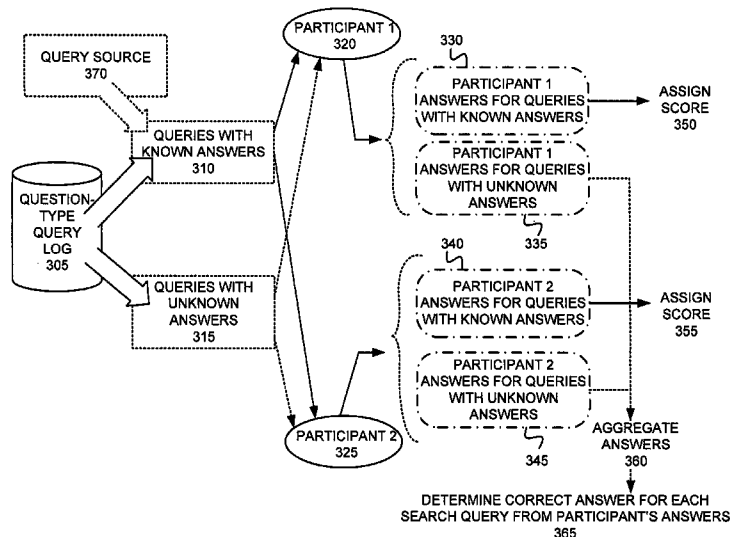 QUERY SOURCE
370
QUERIES WITH
KNOWN ANSWERS
310
QUESTION-
TYPE
QUERY
LOG
305
QUERIES WITH
UNKNOWN
ANSWERS
315
PARTICIPANT 1
320
PARTICIPANT 2
325
330
PARTICIPANT 1
ANSWERS FOR QUERIES
WITH KNOWN ANSWERS
ASSIGN
SCORE
350
PARTICIPANT 1
ANSWERS FOR QUERIES
WITH UNKNOWN
ANSWERS
335
340
PARTICIPANT 2
ANSWERS FOR QUERIES
WITH KNOWN ANSWERS
ASSIGN
SCORE
355
PARTICIPANT 2
ANSWERS FOR QUERIES
WITH UNKNOWN
ANSWERS
345
AGGREGATE
ANSWERS
360
DETERMINE CORRECT ANSWER FOR EACH
SEARCH QUERY FROM PARTICIPANT'S ANSWERS
365